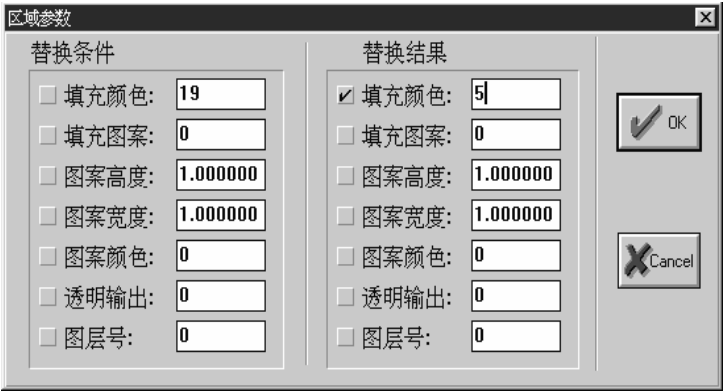 区域参数
替换条件
填充颜色: 19
填充图案: 0
图案高度: 1.000000
图案宽度: 1.000000
图案颜色: 0
透明输出: 0
图层号: 0
替换结果
填充颜色: 5
填充图案: 0
图案高度: 1.000000
图案宽度: 1.000000
图案颜色: 0
透明输出: 0
图层号: 0
OK
Cancel